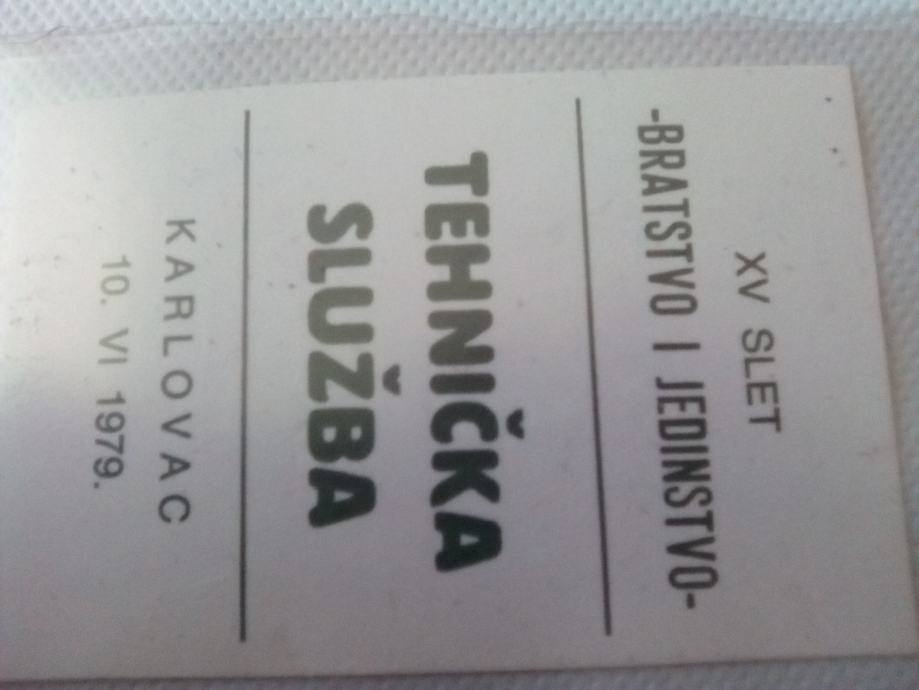 XV SLET
-BRATSTVO I JEDINSTVO-
TEHNIČKA
SLUŽBA
KARLOVAC
10. VI 1979.